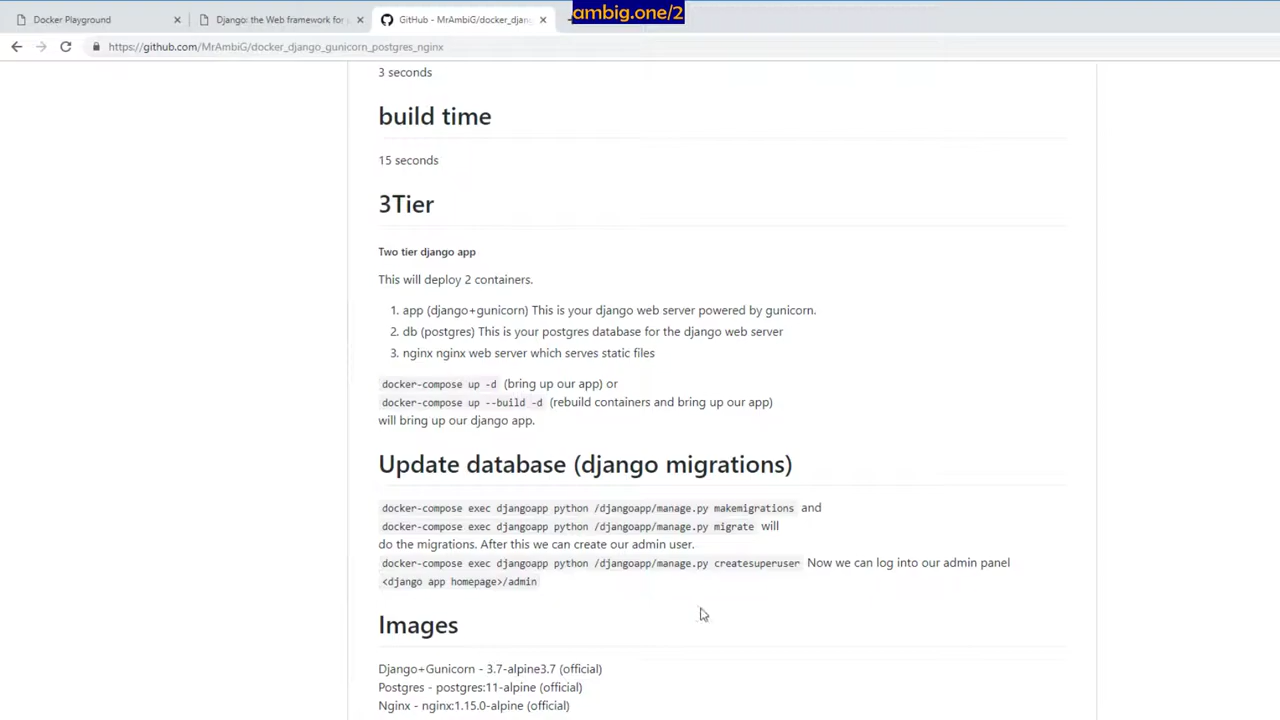 ambig.one/2
Docker Playground
Django: the Web framework for
GitHub - MrAmbiG/docker_djan
https://github.com/MrAmbiG/docker_django_gunicorn_postgres_nginx
3 seconds
build time
15 seconds
3Tier
Two tier django app
This will deploy 2 containers.
1. app (django+gunicorn) This is your django web server powered by gunicorn.
2. db (postgres) This is your postgres database for the django web server
3. nginx nginx web server which serves static files
docker-compose up -d (bring up our app) or
docker-compose up --build -d (rebuild containers and bring up our app)
will bring up our django app.
Update database (django migrations)
docker-compose exec djangoapp python /djangoapp/manage.py makemigrations and
docker-compose exec djangoapp python /djangoapp/manage.py migrate will
do the migrations. After this we can create our admin user.
docker-compose exec djangoapp python /djangoapp/manage.py createsuperuser Now we can log into our admin panel
<django app homepage>/admin
Images
Django+Gunicorn - 3.7-alpine3.7 (official)
Postgres - postgres:11-alpine (official)
Nginx - nginx:1.15.0-alpine (official)